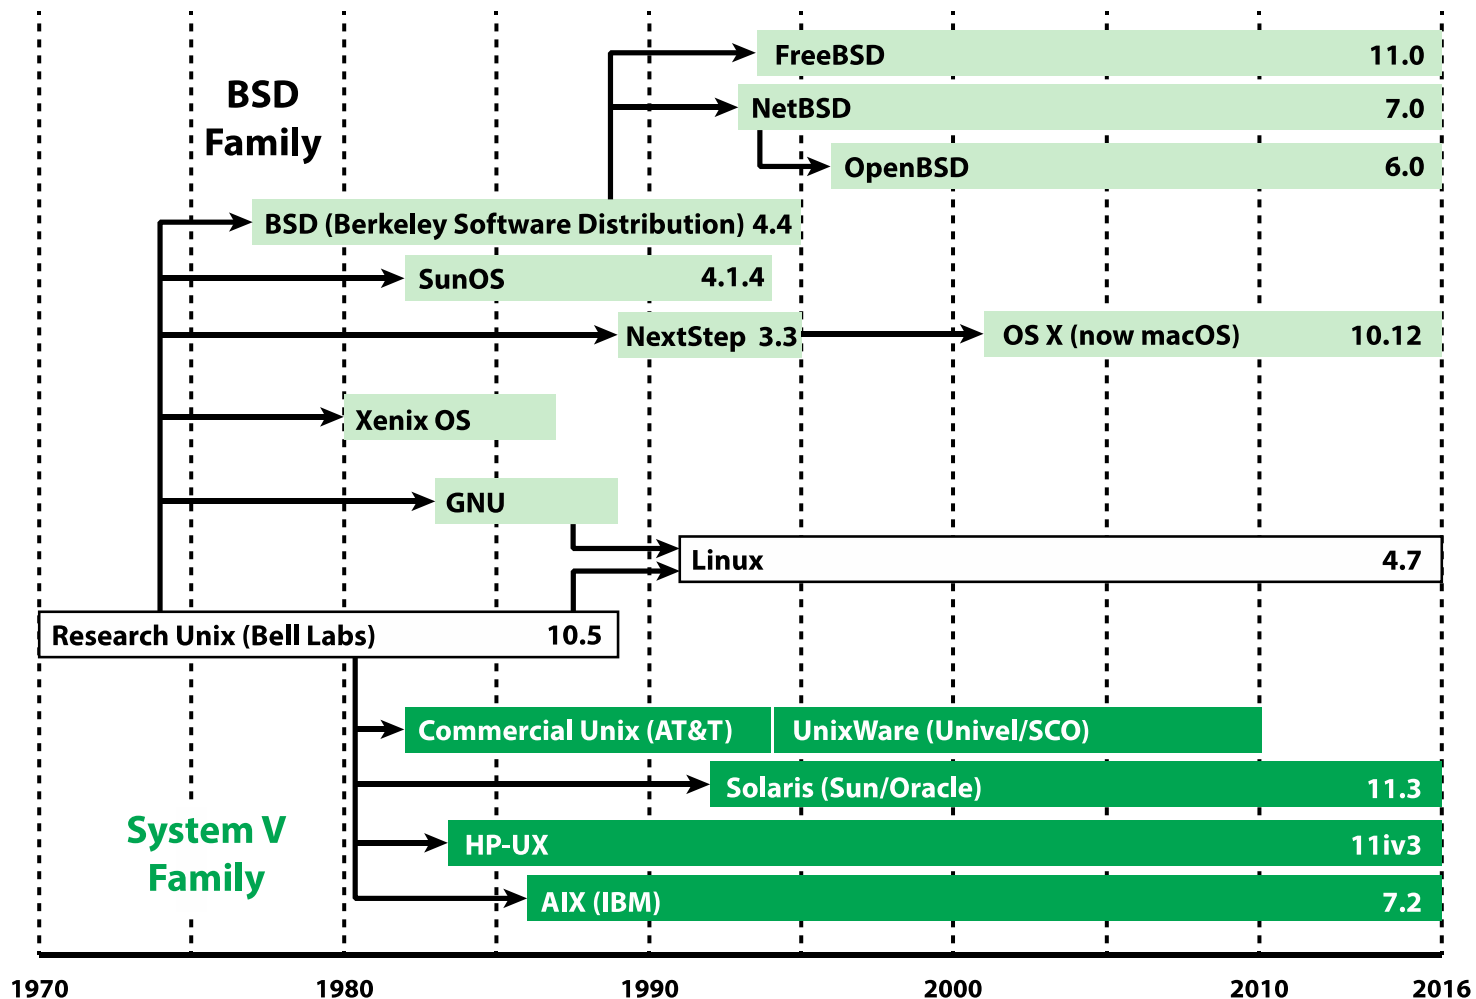 FreeBSD 11.0
BSD
Family
NetBSD 7.0
OpenBSD 6.0
BSD (Berkeley Software Distribution) 4.4
SunOS 4.1.4
NextStep 3.3
OS X (now macOS) 10.12
Xenix OS
GNU
Linux 4.7
Research Unix (Bell Labs) 10.5
Commercial Unix (AT&T)
UnixWare (Univel/SCO)
Solaris (Sun/Oracle) 11.3
System V
Family
HP-UX 11iv3
AIX (IBM) 7.2
1970 1980 1990 2000 2010 2016